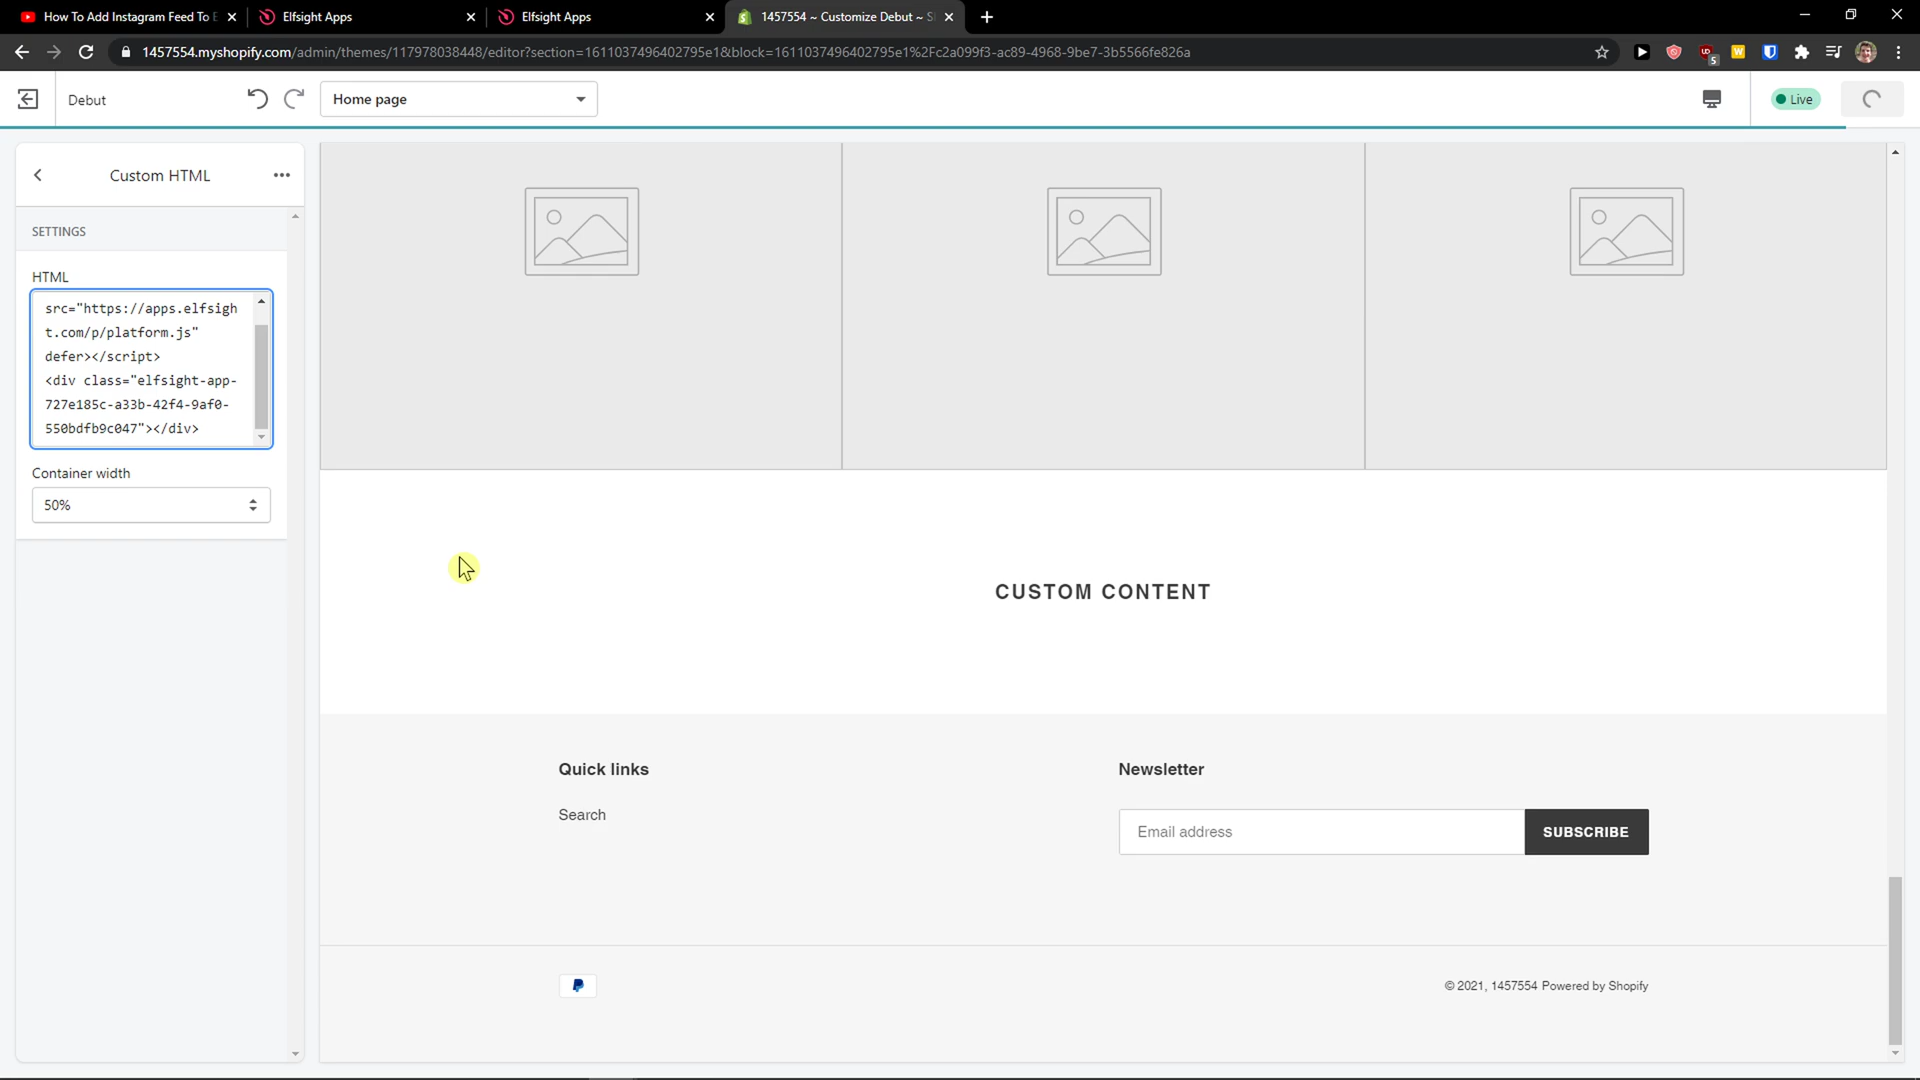 How To Add Instagram Feed To E
Elfsight Apps
Elfsight Apps
1457554 ~ Customize Debut ~ S
1457554.myshopify.com/admin/themes/117978038448/editor?section=1611037496402795e1&block=1611037496402795e1%2Fc2a099f3-ac89-4968-9be7-3b5566fe826a
5
W
Debut
Home page
Live
Custom HTML
SETTINGS
HTML
src="https://apps.elfsigh
t.com/p/platform.js"
defer></script>
<div class="elfsight-app-
727e185c-a33b-42f4-9af0-
550bdfb9c047"></div>
Container width
50%
CUSTOM CONTENT
Quick links
Newsletter
Search
Email address
SUBSCRIBE
© 2021, 1457554 Powered by Shopify